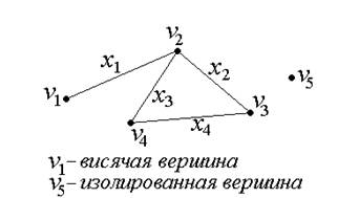 v₂
x₁
x₂
v₅
v₁
x₃
v₃
v₄
x₄
v₁– висячая вершина
v₅– изолированная вершина